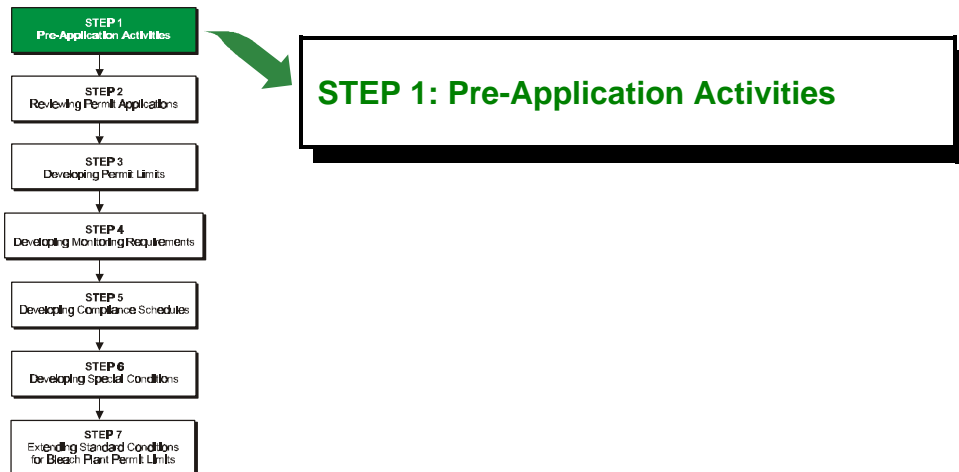 STEP 1
Pre-Application Activities
STEP 1: Pre-Application Activities
STEP 2
Reviewing Permit Applications
STEP 3
Developing Permit Limits
STEP 4
Developing Monitoring Requirements
STEP 5
Developing Compliance Schedules
STEP 6
Developing Special Conditions
STEP 7
Extending Standard Conditions
for Bleach Plant Permit Limits